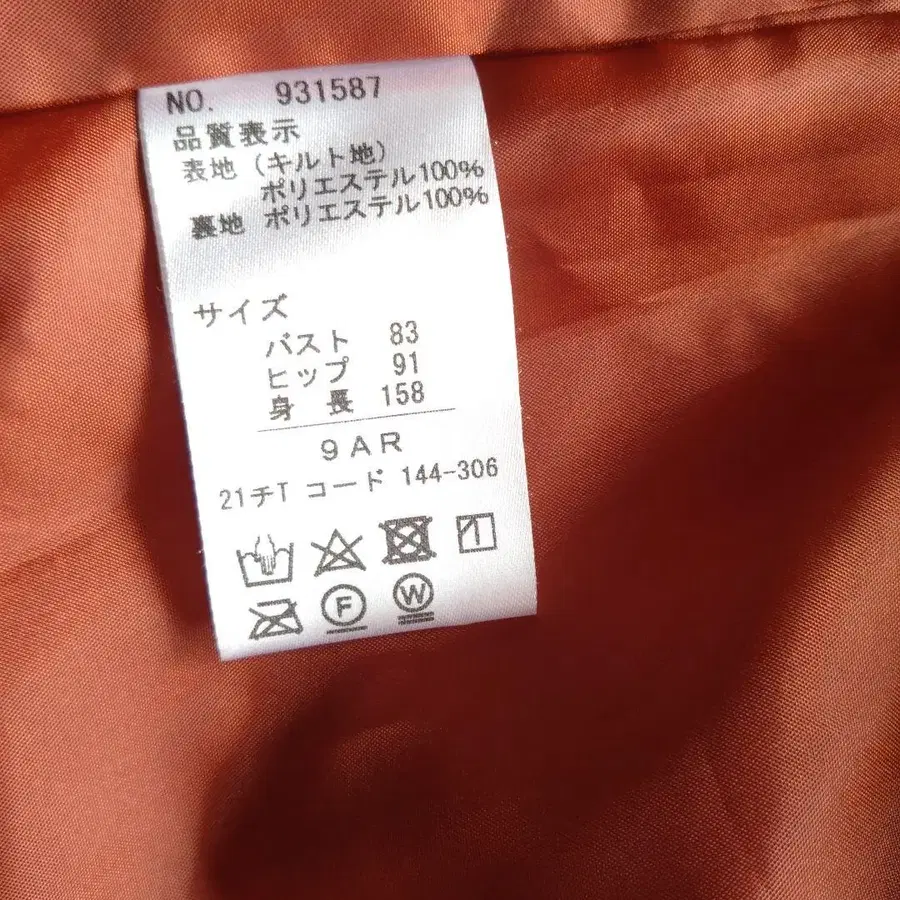 NO. 931587
品質表示
表地 (キルト地)
ポリエステル100%
裏地 ポリエステル100%
サイズ
バスト 83
ヒップ 91
身長 158
9AR
21チT コード 144-306
F W